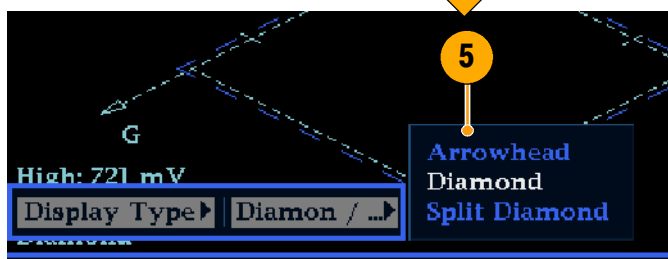 5
G
High: 721 mV
Display Type Diamon / ...
Arrowhead
Diamond
Split Diamond